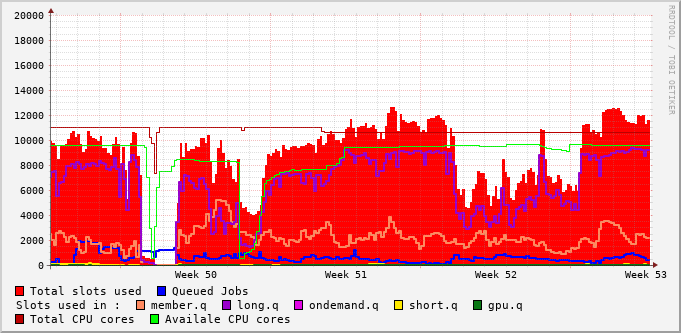 20000
18000
16000
14000
12000
10000
8000
6000
4000
2000
0
Week 50 Week 51 Week 52 Week 53
RRDTOOL / TOBI OETIKER
Total slots used Queued Jobs
Slots used in : member.q long.q ondemand.q short.q gpu.q
Total CPU cores Availale CPU cores